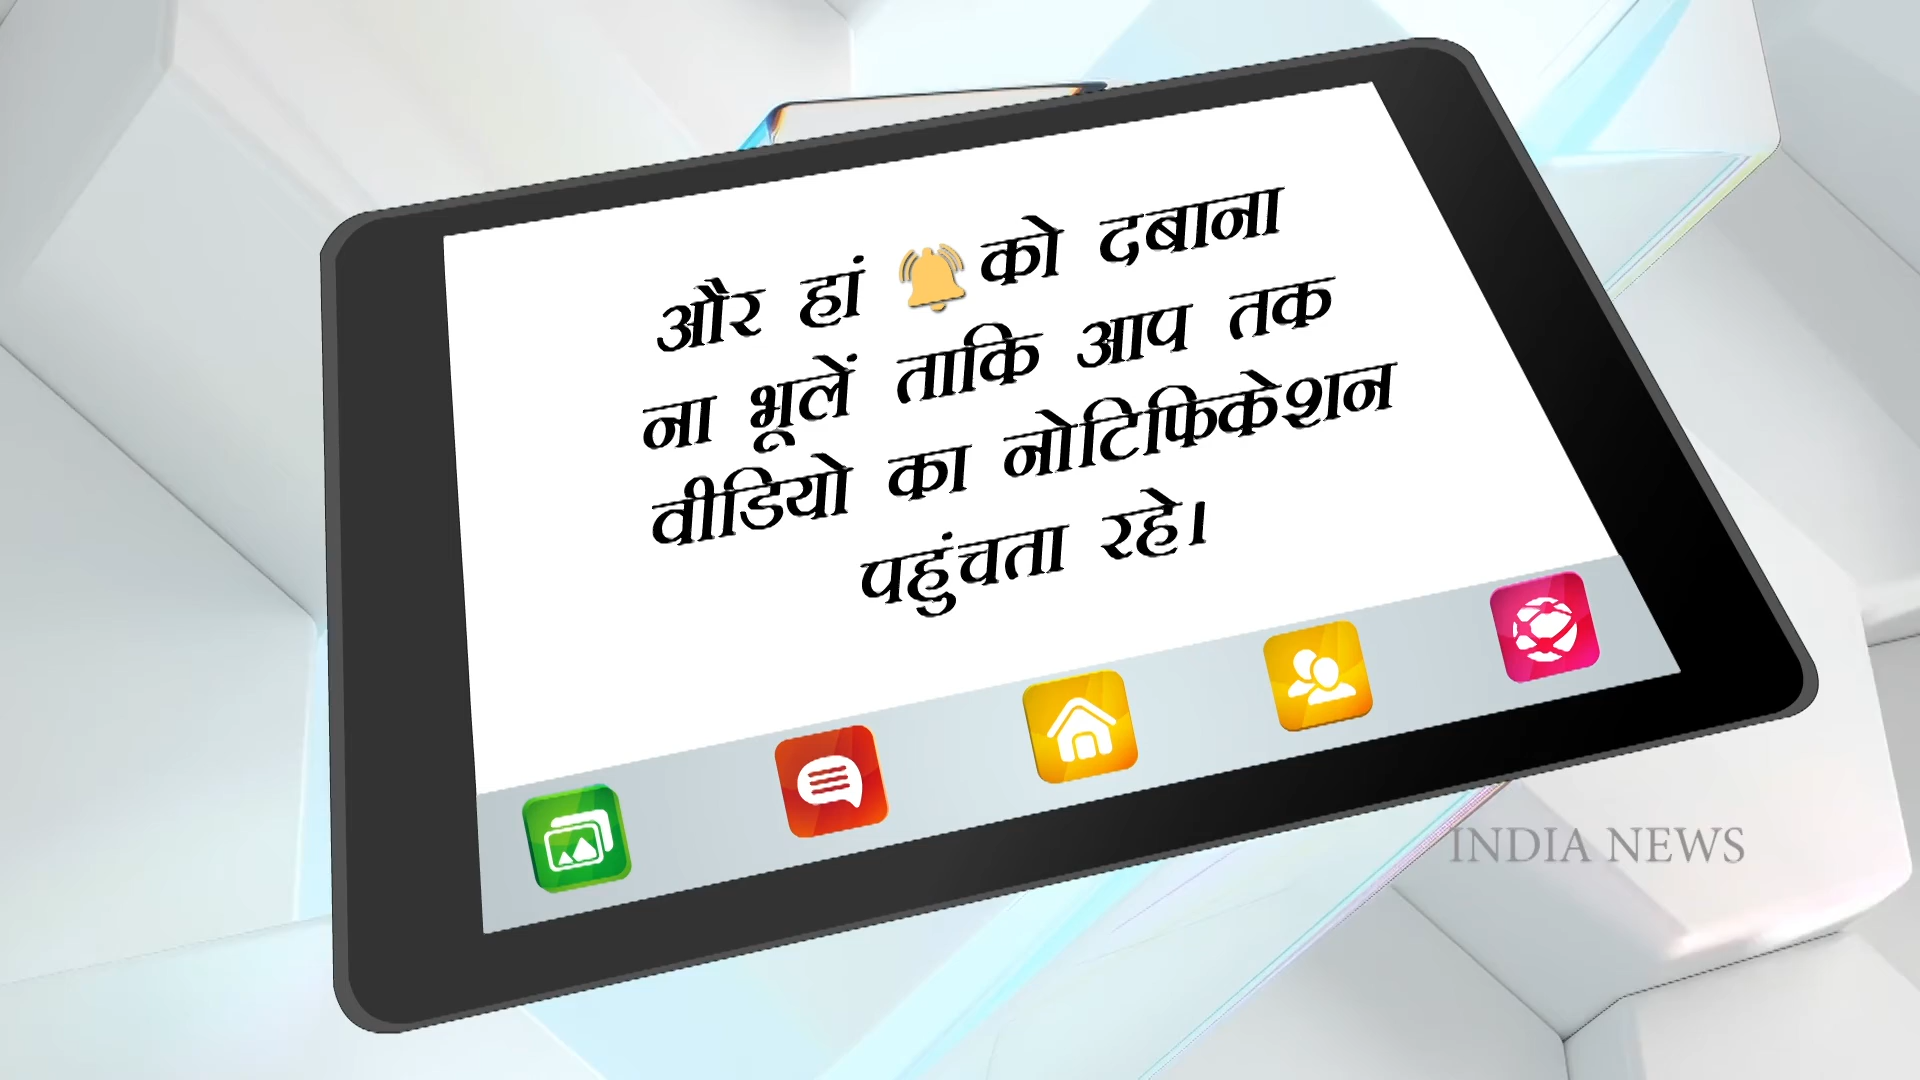 और हां 🔔 को दबाना
ना भूलें ताकि आप तक
वीडियो का नोटिफिकेशन
पहुंचता रहे।
INDIA NEWS